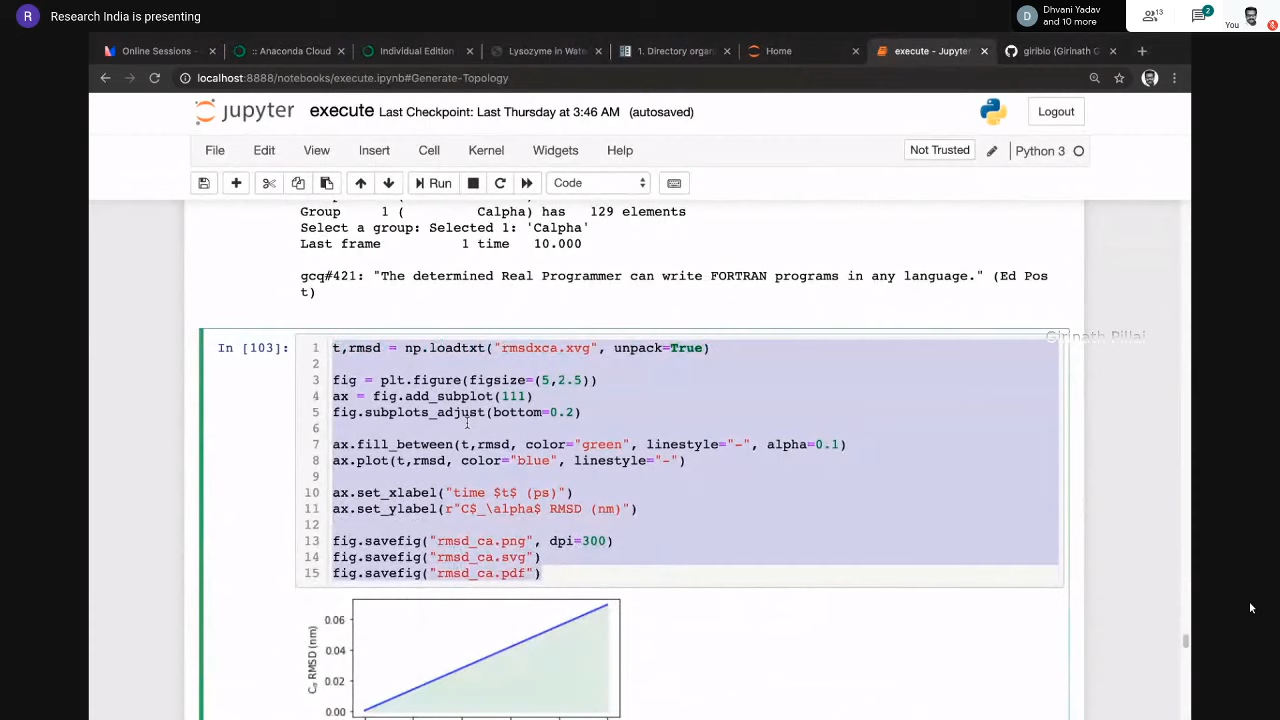 R Research India is presenting
D Dhvani Yadav and 10 more
13
2
You
Online Sessions -
:: Anaconda Cloud
Individual Edition
Lysozyme in Wate
1. Directory organ
Home
execute - Jupyter
giribio (Girinath G
localhost:8888/notebooks/execute.ipynb#Generate-Topology
jupyter execute Last Checkpoint: Last Thursday at 3:46 AM (autosaved)
Logout
File Edit View Insert Cell Kernel Widgets Help
Not Trusted
Python 3
Run
Code
Group 1 ( Calpha) has 129 elements
Select a group: Selected 1: 'Calpha'
Last frame 1 time 10.000
gcq#421: "The determined Real Programmer can write FORTRAN programs in any language." (Ed Pos
t)
Girinath Pillai
In [103]:
1 t,rmsd = np.loadtxt("rmsdxca.xvg", unpack=True)
2
3 fig = plt.figure(figsize=(5,2.5))
4 ax = fig.add_subplot(111)
5 fig.subplots_adjust(bottom=0.2)
6
7 ax.fill_between(t,rmsd, color="green", linestyle="-", alpha=0.1)
8 ax.plot(t,rmsd, color="blue", linestyle="-")
9
10 ax.set_xlabel("time $t$ (ps)")
11 ax.set_ylabel(r"C$_\alpha$ RMSD (nm)")
12
13 fig.savefig("rmsd_ca.png", dpi=300)
14 fig.savefig("rmsd_ca.svg")
15 fig.savefig("rmsd_ca.pdf")
0.06
0.04
0.02
0.00
Cα RMSD (nm)